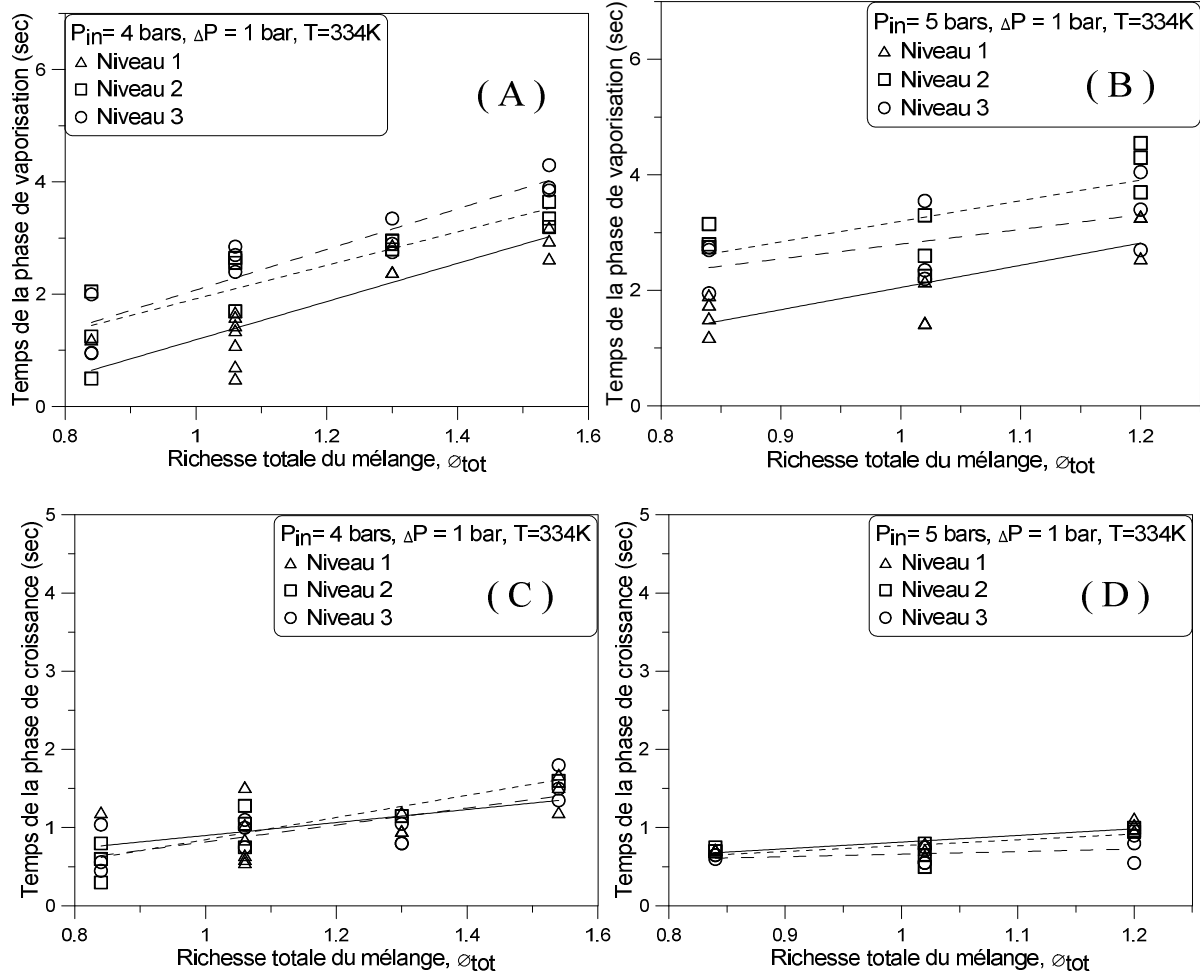 Pin= 4 bars, ΔP = 1 bar, T=334K
Niveau 1
Niveau 2
Niveau 3
( A )
Temps de la phase de vaporisation (sec)
6
4
2
0
0.8 1 1.2 1.4 1.6
Richesse totale du mélange, ∅tot
Pin= 5 bars, ΔP = 1 bar, T=334K
Niveau 1
Niveau 2
Niveau 3
( B )
Temps de la phase de vaporisation (sec)
6
4
2
0
0.8 0.9 1 1.1 1.2
Richesse totale du mélange, ∅tot
Pin= 4 bars, ΔP = 1 bar, T=334K
Niveau 1
Niveau 2
Niveau 3
( C )
Temps de la phase de croissance (sec)
5
4
3
2
1
0
0.8 1 1.2 1.4 1.6
Richesse totale du mélange, ∅tot
Pin= 5 bars, ΔP = 1 bar, T=334K
Niveau 1
Niveau 2
Niveau 3
( D )
Temps de la phase de croissance (sec)
5
4
3
2
1
0
0.8 0.9 1 1.1 1.2
Richesse totale du mélange, ∅tot